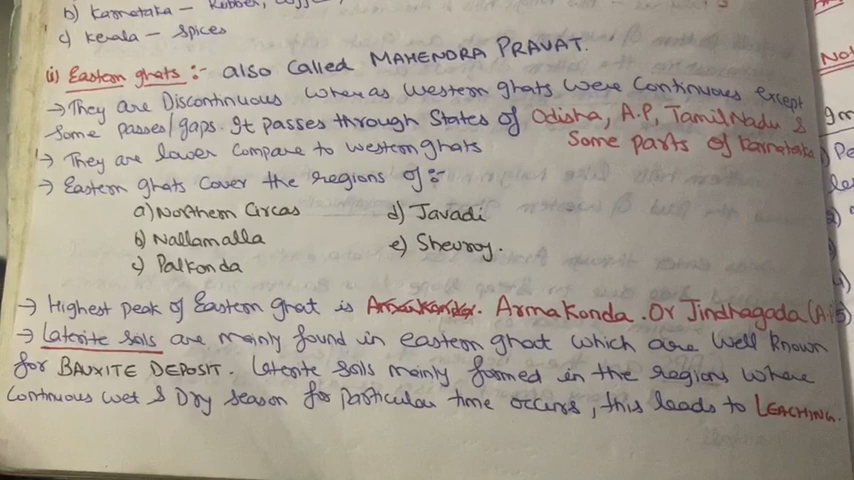 b) Karnataka - Rubber,
c) Kerala - Spices
(ii) Eastern ghats :- also called MAHENDRA PRAVAT.
→ They are Discontinuous whereas Western ghats were continuous except
Some passes/gaps. It passes through States of Odisha, A.P, Tamil Nadu &
Some parts of Karnataka
→ They are lower compare to western ghats
→ Eastern ghats cover the regions of :-
a) Northern Circas d) Javadi
b) Nallamalla e) Shevroy.
c) Palkonda
→ Highest peak of Eastern ghat is Armakonda. Or Jindhagada (A.P)
→ Laterite Soils are mainly found in eastern ghat which are well known
for BAUXITE DEPOSIT. Laterite soils mainly formed in the regions where
continuous wet & Dry season for particular time occurs, this leads to LEACHING.
Not